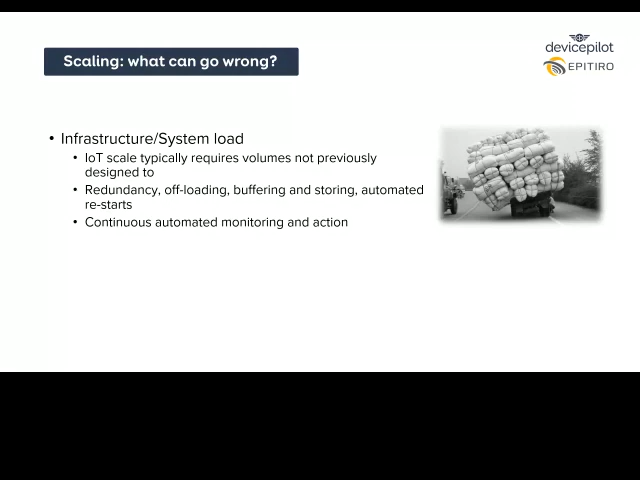 devicepilot
EPITIRO
Scaling: what can go wrong?
• Infrastructure/System load
• IoT scale typically requires volumes not previously
designed to
• Redundancy, off-loading, buffering and storing, automated
re-starts
• Continuous automated monitoring and action